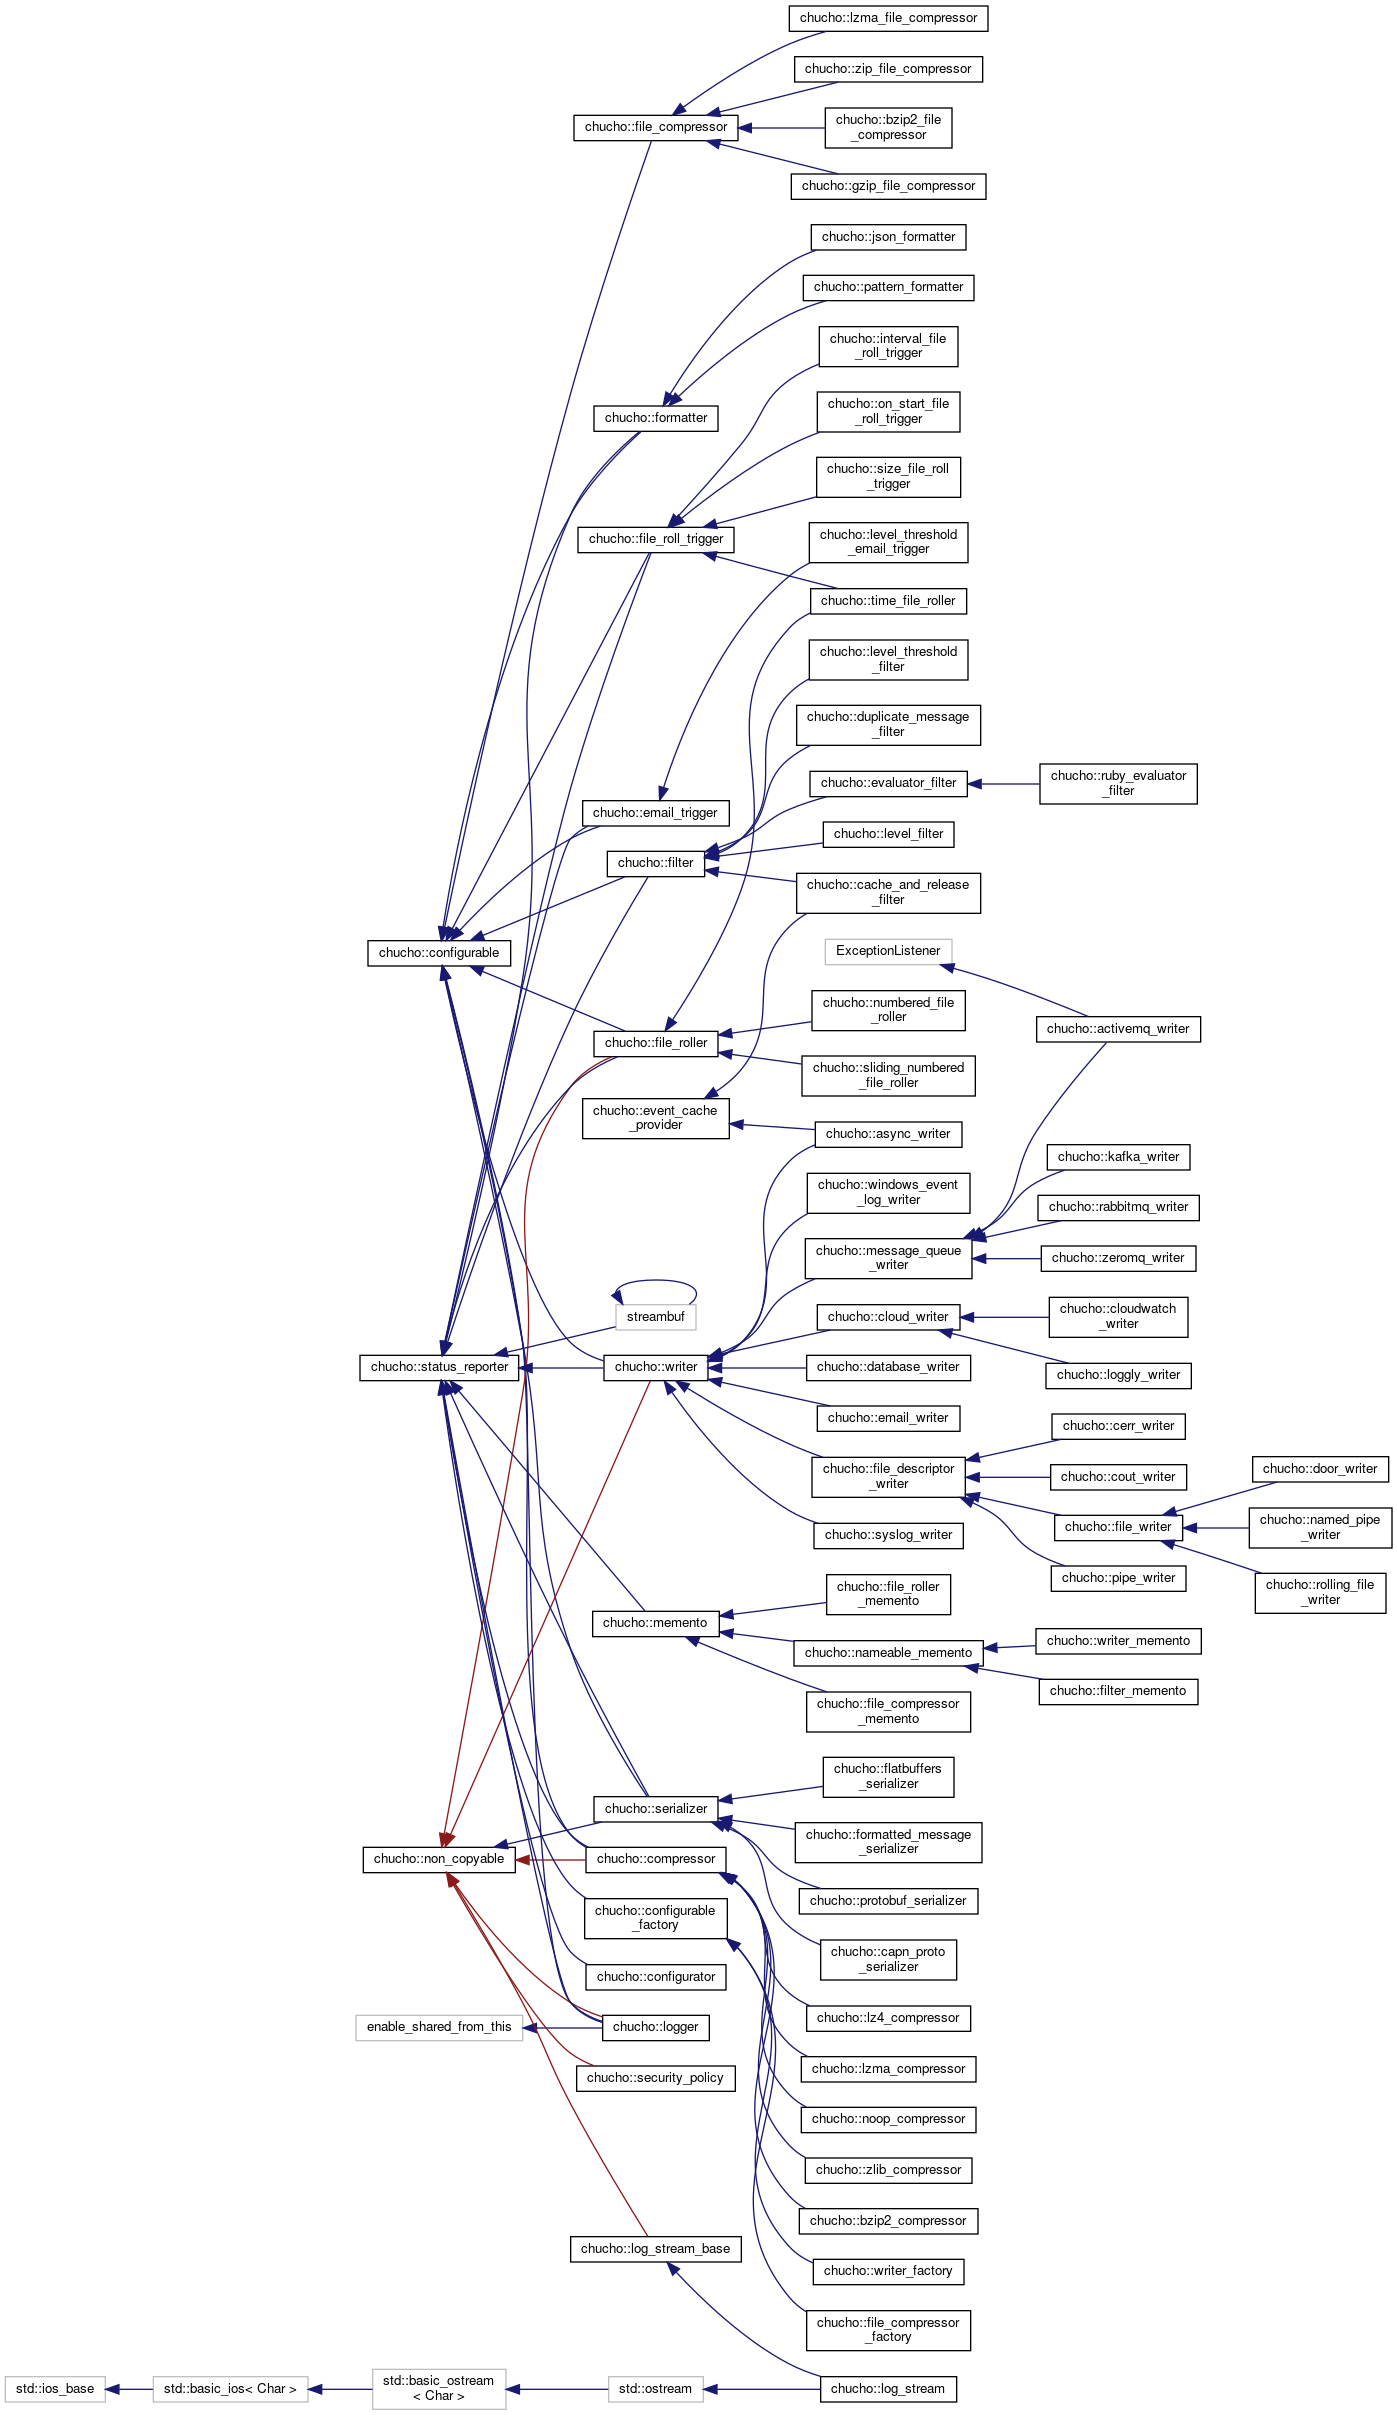 chucho::lzma_file_compressor
chucho::zip_file_compressor
chucho::file_compressor
chucho::bzip2_file
_compressor
chucho::gzip_file_compressor
chucho::json_formatter
chucho::pattern_formatter
chucho::interval_file
_roll_trigger
chucho::formatter
chucho::on_start_file
_roll_trigger
chucho::size_file_roll
_trigger
chucho::file_roll_trigger
chucho::level_threshold
_email_trigger
chucho::time_file_roller
chucho::level_threshold
_filter
chucho::duplicate_message
_filter
chucho::evaluator_filter
chucho::ruby_evaluator
_filter
chucho::email_trigger
chucho::level_filter
chucho::filter
chucho::cache_and_release
_filter
chucho::configurable
ExceptionListener
chucho::numbered_file
_roller
chucho::activemq_writer
chucho::file_roller
chucho::sliding_numbered
_file_roller
chucho::event_cache
_provider
chucho::async_writer
chucho::kafka_writer
chucho::windows_event
_log_writer
chucho::rabbitmq_writer
chucho::message_queue
_writer
chucho::zeromq_writer
streambuf
chucho::cloud_writer
chucho::cloudwatch
_writer
chucho::status_reporter
chucho::writer
chucho::database_writer
chucho::loggly_writer
chucho::email_writer
chucho::cerr_writer
chucho::file_descriptor
_writer
chucho::cout_writer
chucho::door_writer
chucho::syslog_writer
chucho::file_writer
chucho::named_pipe
_writer
chucho::pipe_writer
chucho::rolling_file
_writer
chucho::file_roller
_memento
chucho::memento
chucho::nameable_memento
chucho::writer_memento
chucho::filter_memento
chucho::file_compressor
_memento
chucho::flatbuffers
_serializer
chucho::serializer
chucho::formatted_message
_serializer
chucho::non_copyable
chucho::compressor
chucho::protobuf_serializer
chucho::configurable
_factory
chucho::capn_proto
_serializer
chucho::configurator
chucho::lz4_compressor
enable_shared_from_this
chucho::logger
chucho::lzma_compressor
chucho::security_policy
chucho::noop_compressor
chucho::zlib_compressor
chucho::bzip2_compressor
chucho::log_stream_base
chucho::writer_factory
chucho::file_compressor
_factory
std::ios_base
std::basic_ios< Char >
std::basic_ostream
< Char >
std::ostream
chucho::log_stream